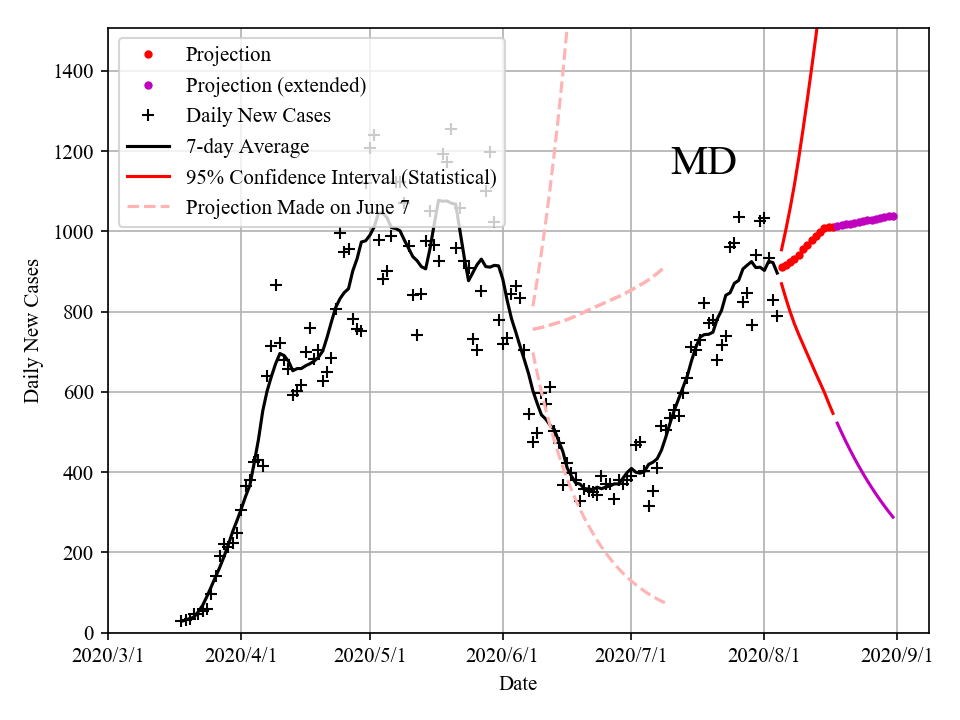 Projection
Projection (extended)
Daily New Cases
7-day Average
95% Confidence Interval (Statistical)
Projection Made on June 7
MD
1400
1200
1000
800
600
400
200
0
Daily New Cases
2020/3/1 2020/4/1 2020/5/1 2020/6/1 2020/7/1 2020/8/1 2020/9/1
Date